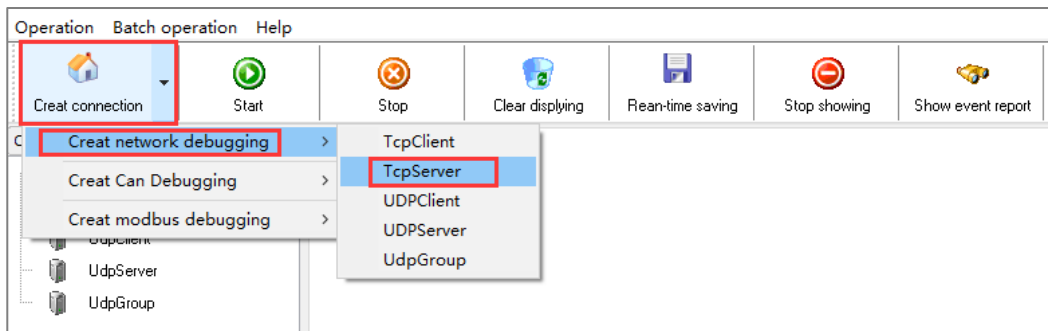 Operation Batch operation Help
Creat connection Start Stop Clear displying Rean-time saving Stop showing Show event report
Creat network debugging
Creat Can Debugging
Creat modbus debugging
TcpClient
TcpServer
UDPClient
UDPServer
UdpGroup
UdpClient
UdpServer
UdpGroup